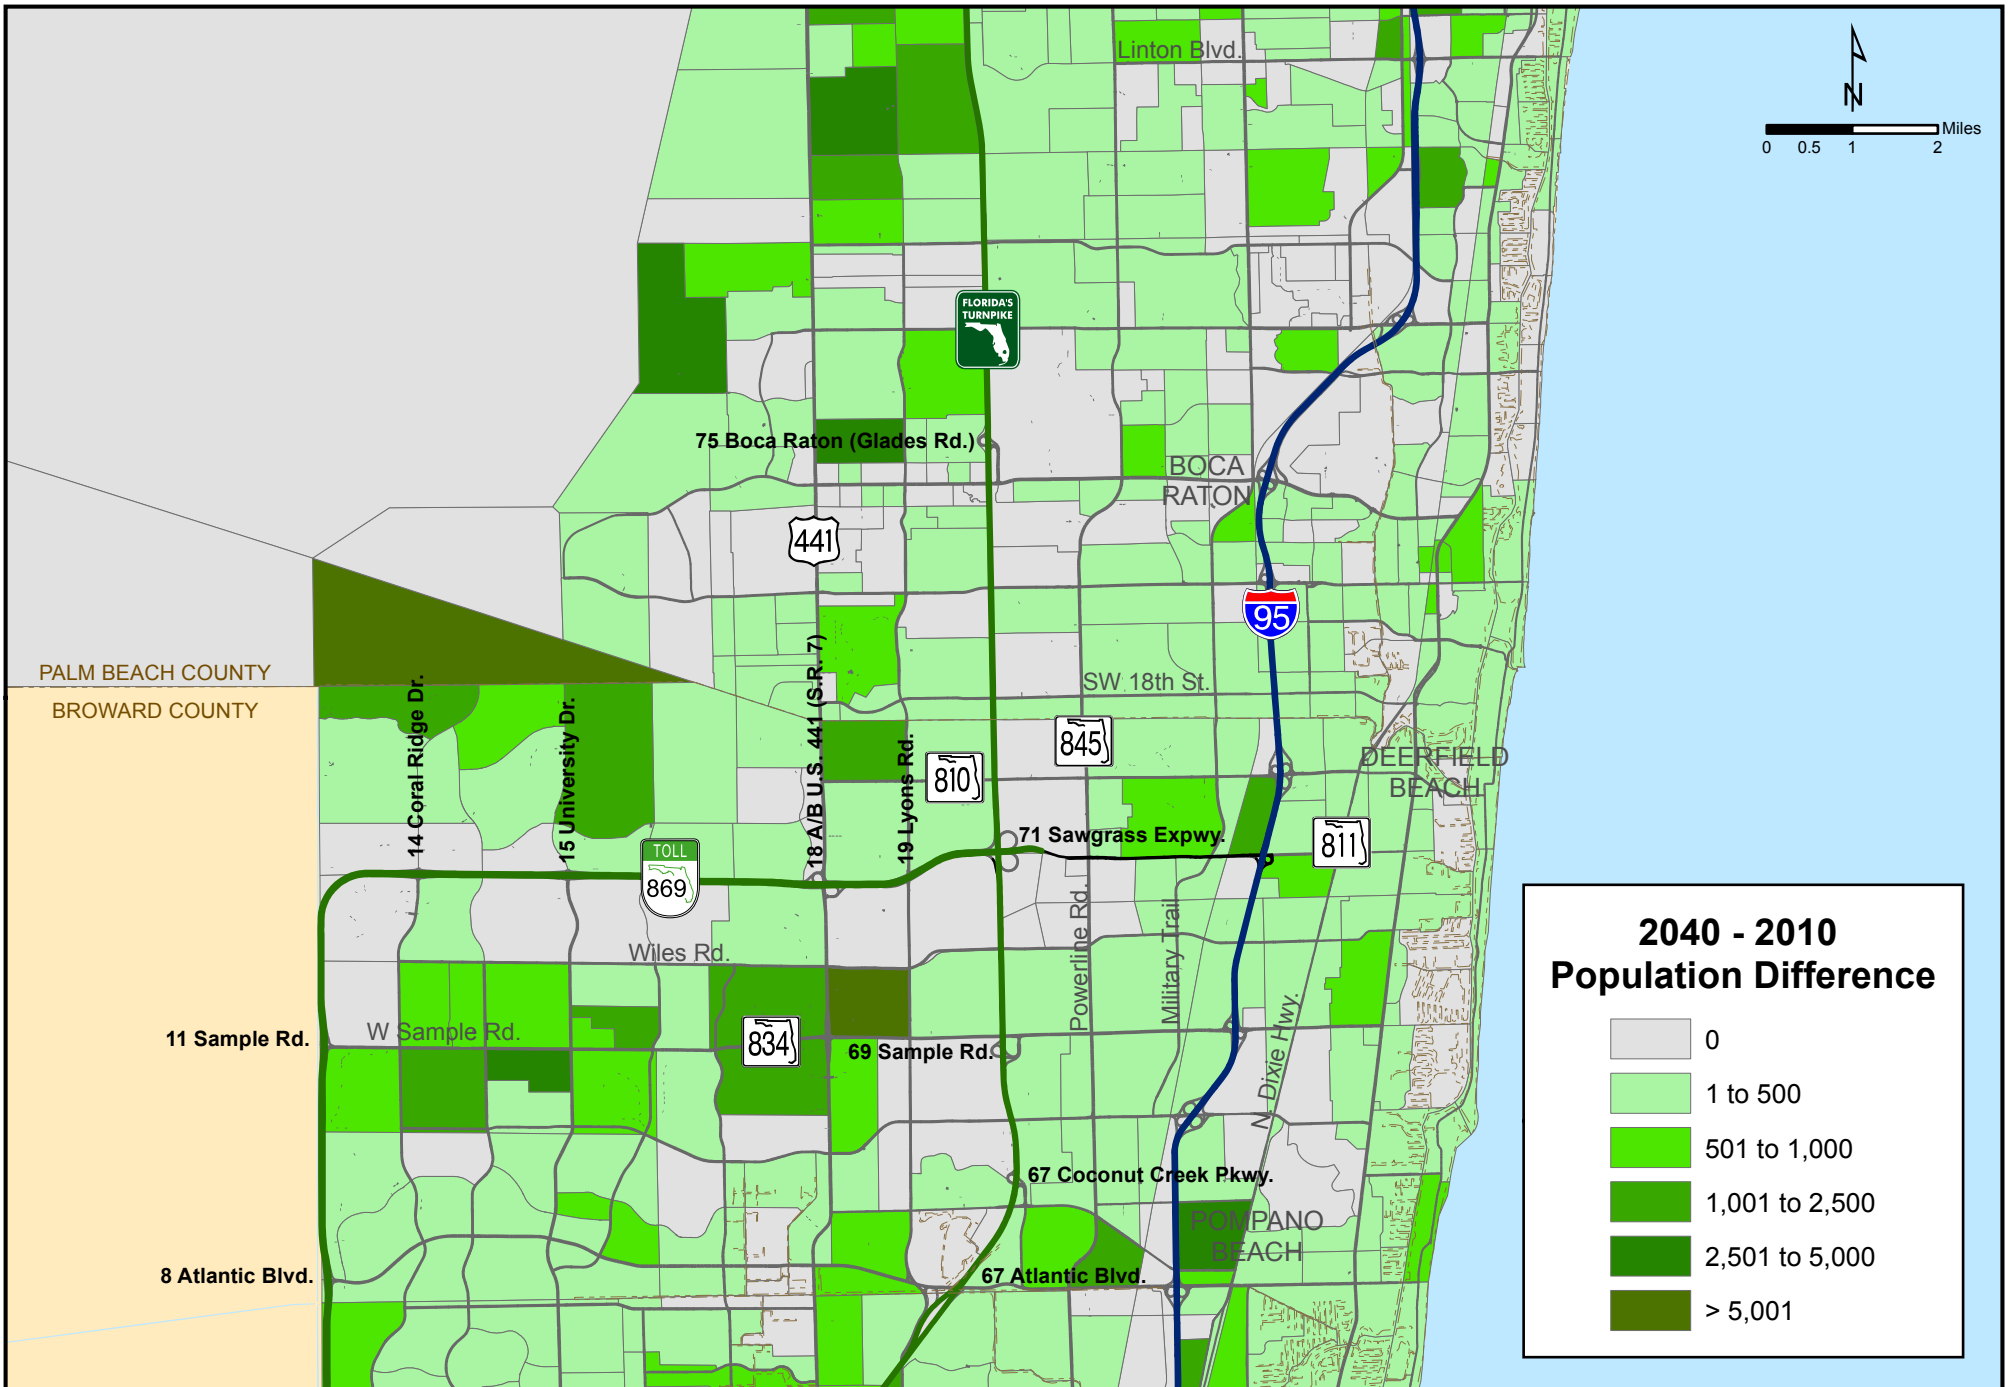 Linton Blvd.
N
Miles
0 0.5 1 2
FLORIDA'S
TURNPIKE
75 Boca Raton (Glades Rd.)
BOCA
RATON
441
95
PALM BEACH COUNTY
BROWARD COUNTY
SW 18th St.
14 Coral Ridge Dr.
15 University Dr.
18 A/B U.S. 441 (S.R. 7)
19 Lyons Rd.
845
810
DEERFIELD
BEACH
71 Sawgrass Expwy.
811
TOLL
869
Powerline Rd.
Military Trail
Wiles Rd.
N. Dixie Hwy.
11 Sample Rd.
W Sample Rd.
834
69 Sample Rd.
67 Coconut Creek Pkwy.
POMPANO
BEACH
8 Atlantic Blvd.
67 Atlantic Blvd.
2040 - 2010
Population Difference
0
1 to 500
501 to 1,000
1,001 to 2,500
2,501 to 5,000
> 5,001